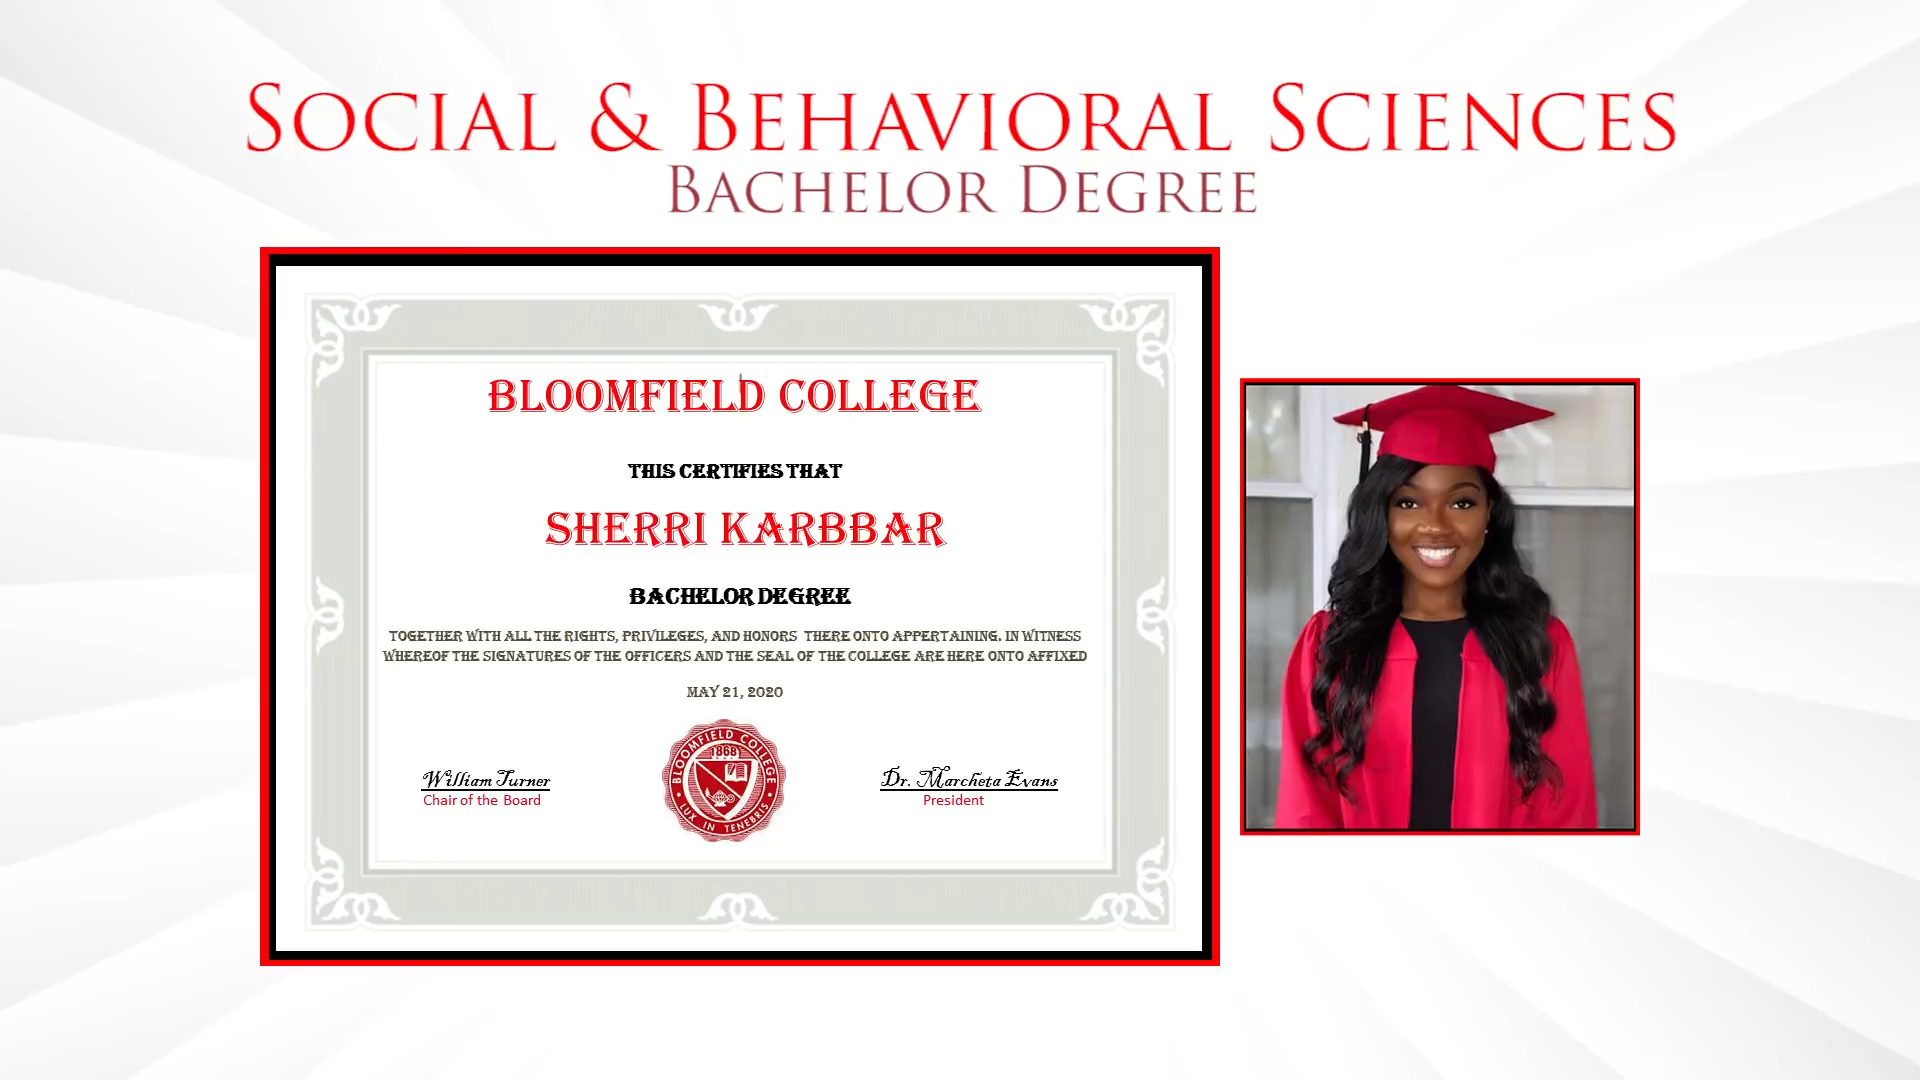 SOCIAL & BEHAVIORAL SCIENCES
BACHELOR DEGREE
BLOOMFIELD COLLEGE
THIS CERTIFIES THAT
SHERRI KARBBAR
BACHELOR DEGREE
TOGETHER WITH ALL THE RIGHTS, PRIVILEGES, AND HONORS THERE ONTO APPERTAINING. IN WITNESS
WHEREOF THE SIGNATURES OF THE OFFICERS AND THE SEAL OF THE COLLEGE ARE HERE ONTO AFFIXED
MAY 21, 2020
BLOOMFIELD COLLEGE
1868
LUX IN TENEBRIS
William Turner
Chair of the Board
Dr. Marcheta Evans
President